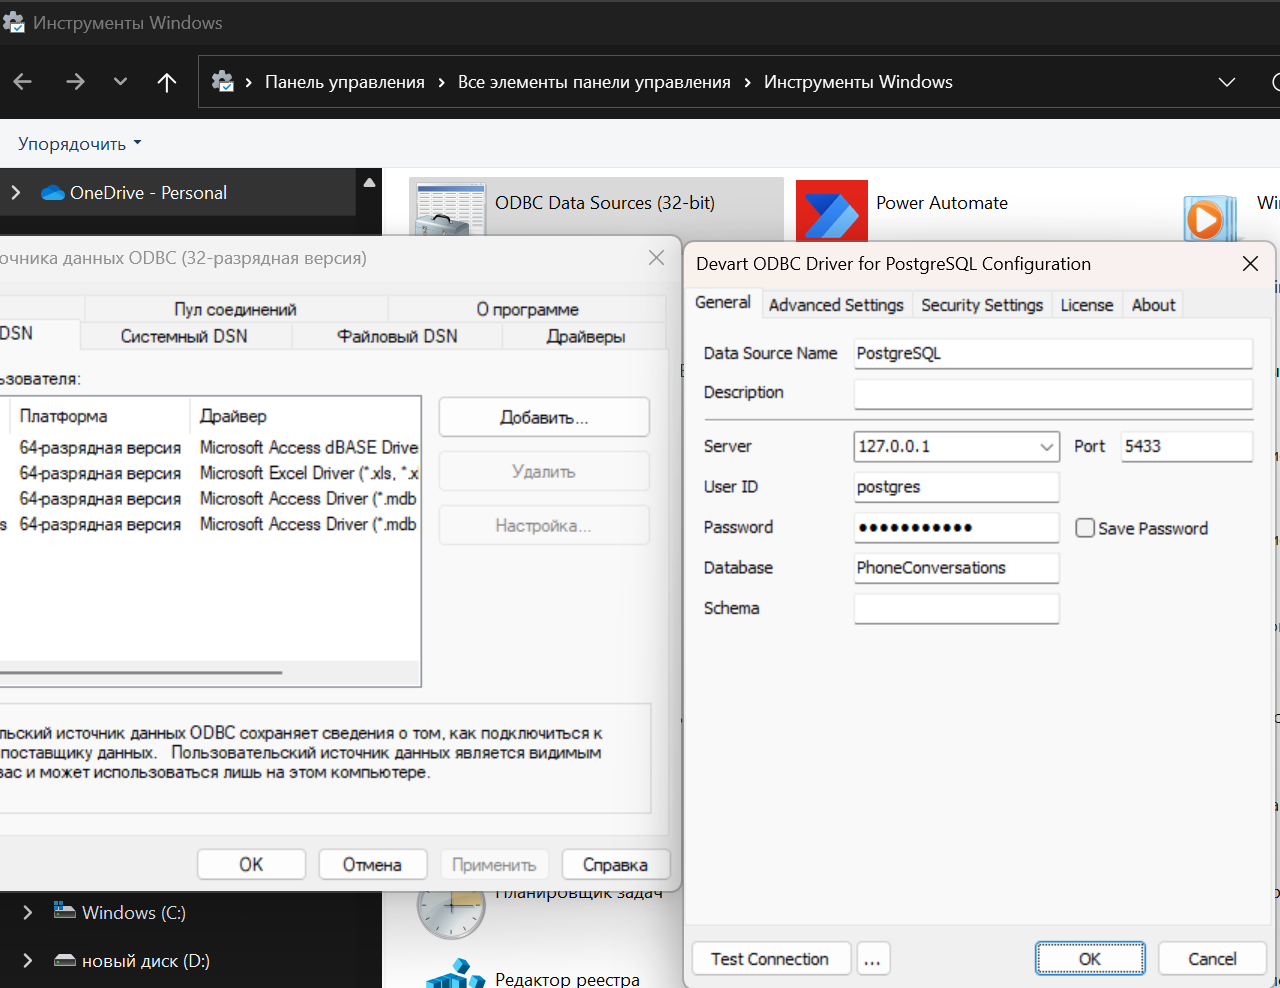 Инструменты Windows
Панель управления > Все элементы панели управления > Инструменты Windows
Упорядочить
OneDrive - Personal
ODBC Data Sources (32-bit)
Power Automate
очника данных ODBC (32-разрядная версия)
Пул соединений
О программе
DSN
Системный DSN
Файловый DSN
Драйверы
ьзователя:
Платформа
Драйвер
64-разрядная версия Microsoft Access dBASE Drive
64-разрядная версия Microsoft Excel Driver (*.xls, *.x
64-разрядная версия Microsoft Access Driver (*.mdb
s 64-разрядная версия Microsoft Access Driver (*.mdb
Добавить...
Удалить
Настройка...
льский источник данных ODBC сохраняет сведения о том, как подключиться к
поставщику данных. Пользовательский источник данных является видимым
вас и может использоваться лишь на этом компьютере.
OK
Отмена
Применить
Справка
Devart ODBC Driver for PostgreSQL Configuration
General
Advanced Settings
Security Settings
License
About
Data Source Name PostgreSQL
Description
Server 127.0.0.1 Port 5433
User ID postgres
Password ●●●●●●●●●●● Save Password
Database PhoneConversations
Schema
Test Connection
...
OK
Cancel
Планировщик задач
Windows (C:)
новый диск (D:)
Редактор реестра